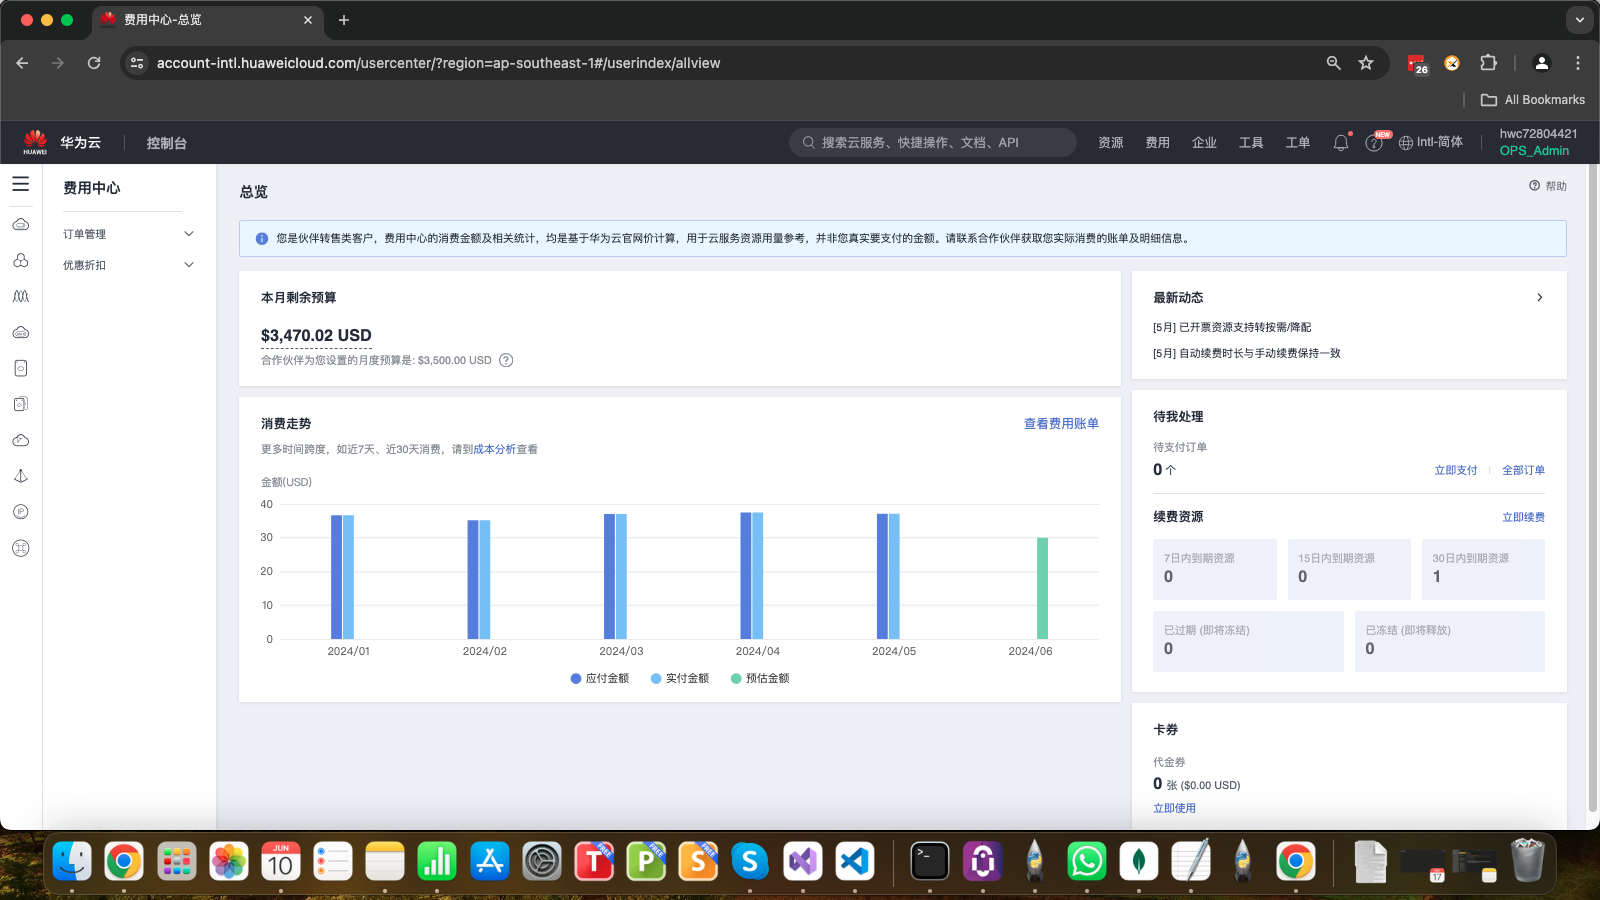 费用中心-总览
account-intl.huaweicloud.com/usercenter/?region=ap-southeast-1#/userindex/allview
26
All Bookmarks
HUAWEI
华为云
控制台
搜索云服务、快捷操作、文档、API
资源
费用
企业
工具
工单
NEW
Intl-简体
hwc72804421
OPS_Admin
费用中心
订单管理
优惠折扣
总览
帮助
您是伙伴转售类客户，费用中心的消费金额及相关统计，均是基于华为云官网价计算，用于云服务资源用量参考，并非您真实要支付的金额。请联系合作伙伴获取您实际消费的账单及明细信息。
本月剩余预算
$3,470.02 USD
合作伙伴为您设置的月度预算是: $3,500.00 USD
最新动态
[5月] 已开票资源支持转按需/降配
[5月] 自动续费时长与手动续费保持一致
消费走势
查看费用账单
更多时间跨度，如近7天、近30天消费，请到成本分析查看
金额(USD)
40
30
20
10
0
2024/01
2024/02
2024/03
2024/04
2024/05
2024/06
应付金额
实付金额
预估金额
待我处理
待支付订单
0 个
立即支付
全部订单
续费资源
立即续费
7日内到期资源
0
15日内到期资源
0
30日内到期资源
1
已过期 (即将冻结)
0
已冻结 (即将释放)
0
卡券
代金券
0 张 ($0.00 USD)
立即使用
IP
JUN
10
T
FREE
P
FREE
S
FREE
S
17